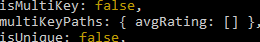 isMultiKey: false,
multiKeyPaths: { avgRating: [] },
isUnique: false,